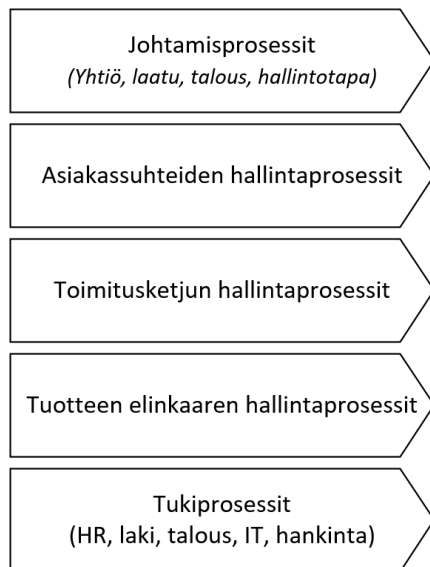 Johtamisprosessit
(Yhtiö, laatu, talous, hallintotapa)
Asiakassuhteiden hallintaprosessit
Toimitusketjun hallintaprosessit
Tuotteen elinkaaren hallintaprosessit
Tukiprosessit
(HR, laki, talous, IT, hankinta)